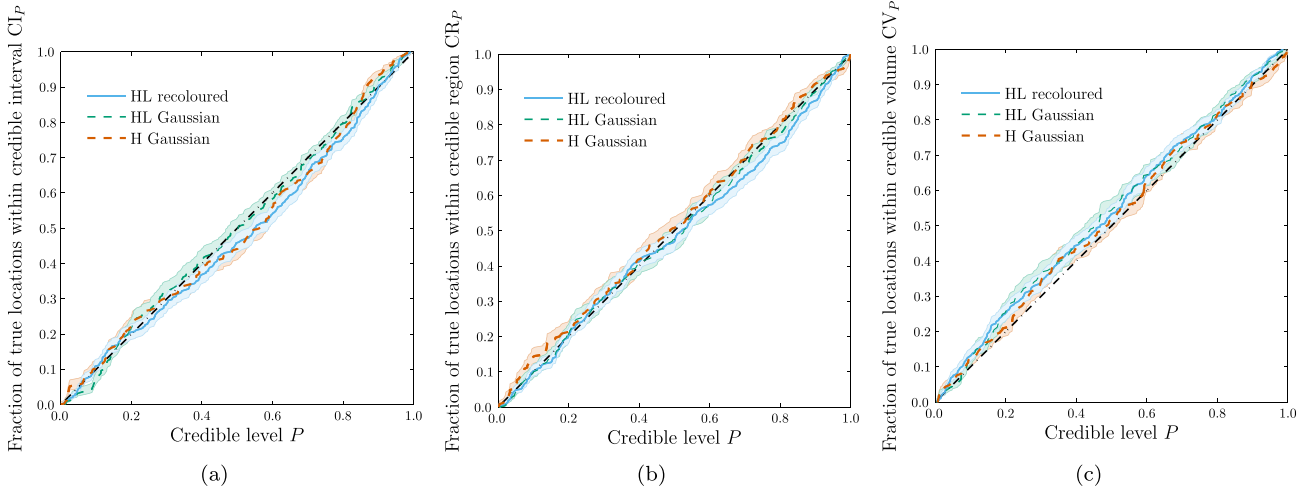 Fraction of true locations within credible interval CI_P
1.0
0.9
0.8
0.7
0.6
0.5
0.4
0.3
0.2
0.1
0.0
HL recoloured
HL Gaussian
H Gaussian
0.0 0.2 0.4 0.6 0.8 1.0
Credible level P
(a)
Fraction of true locations within credible region CR_P
1.0
0.9
0.8
0.7
0.6
0.5
0.4
0.3
0.2
0.1
0.0
HL recoloured
HL Gaussian
H Gaussian
0.0 0.2 0.4 0.6 0.8 1.0
Credible level P
(b)
Fraction of true locations within credible volume CV_P
1.0
0.9
0.8
0.7
0.6
0.5
0.4
0.3
0.2
0.1
0.0
HL recoloured
HL Gaussian
H Gaussian
0.0 0.2 0.4 0.6 0.8 1.0
Credible level P
(c)